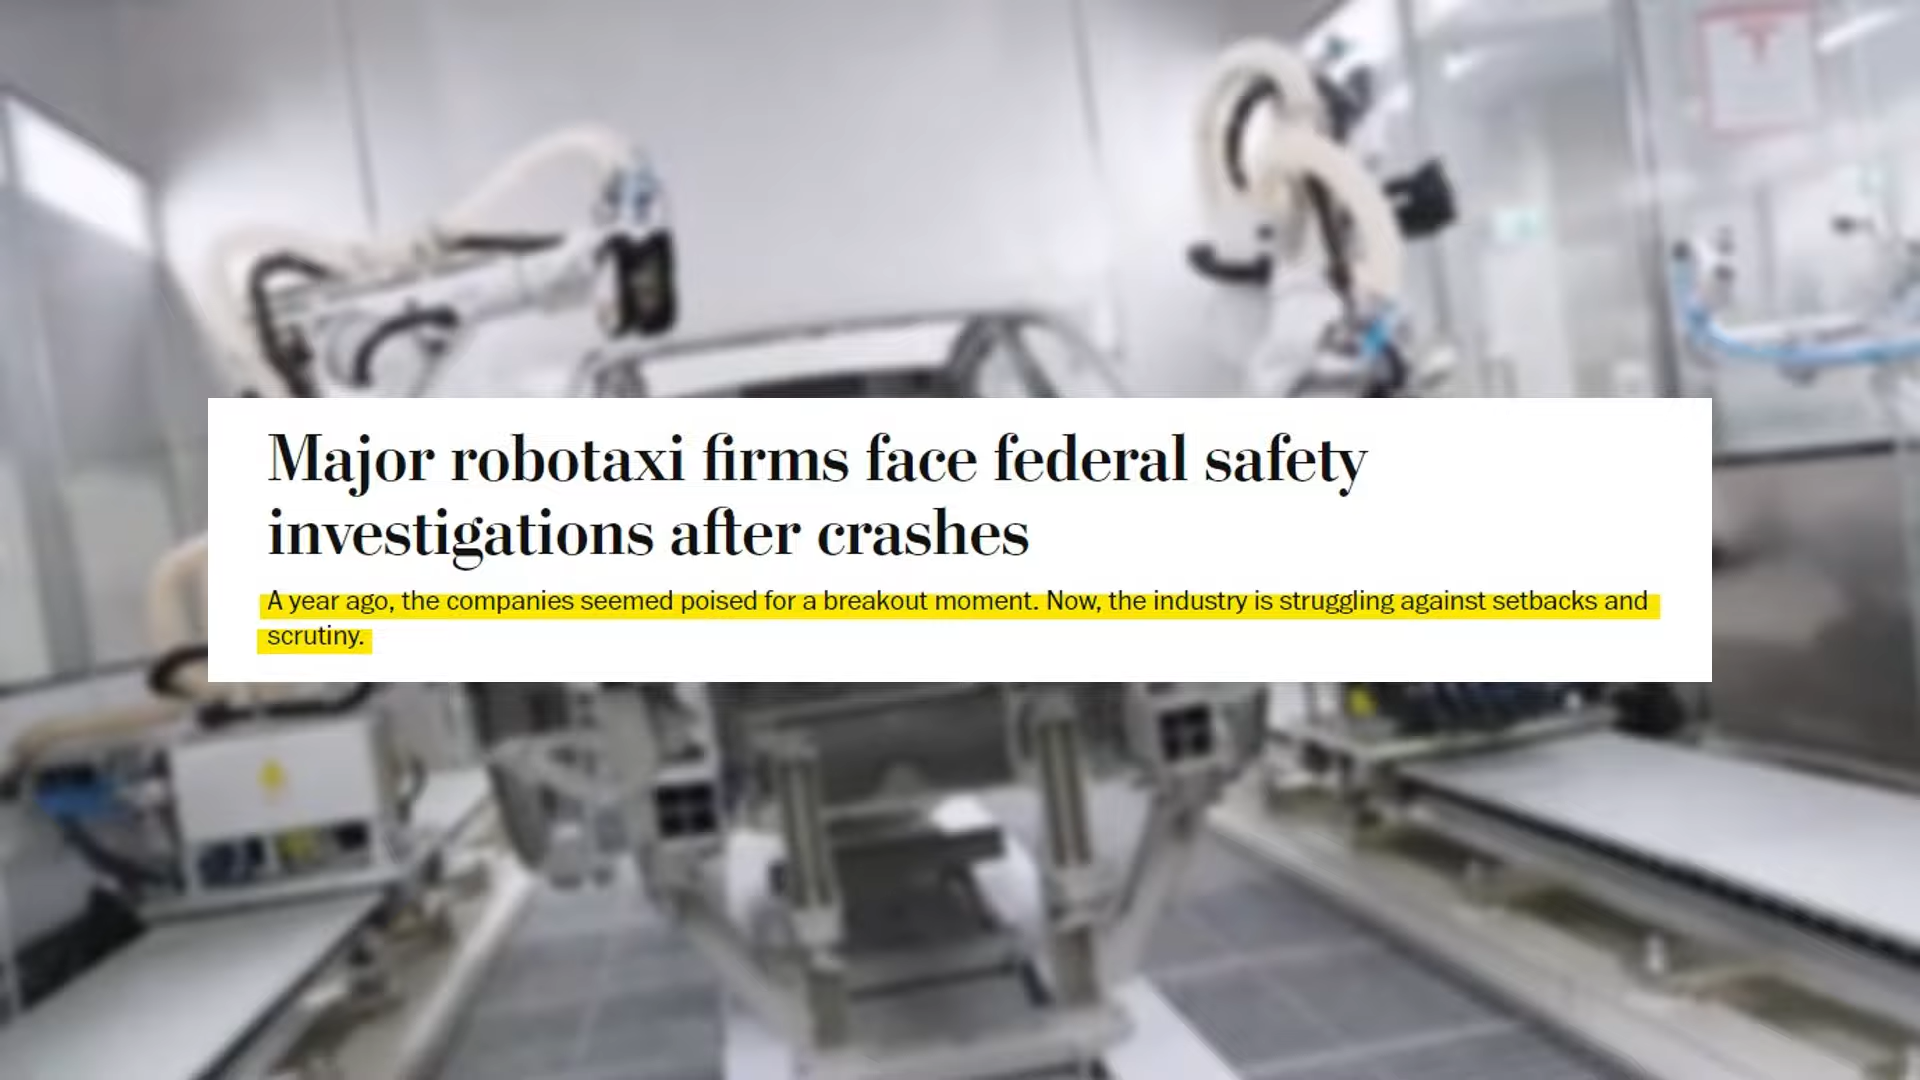 Major robotaxi firms face federal safety
investigations after crashes
A year ago, the companies seemed poised for a breakout moment. Now, the industry is struggling against setbacks and
scrutiny.